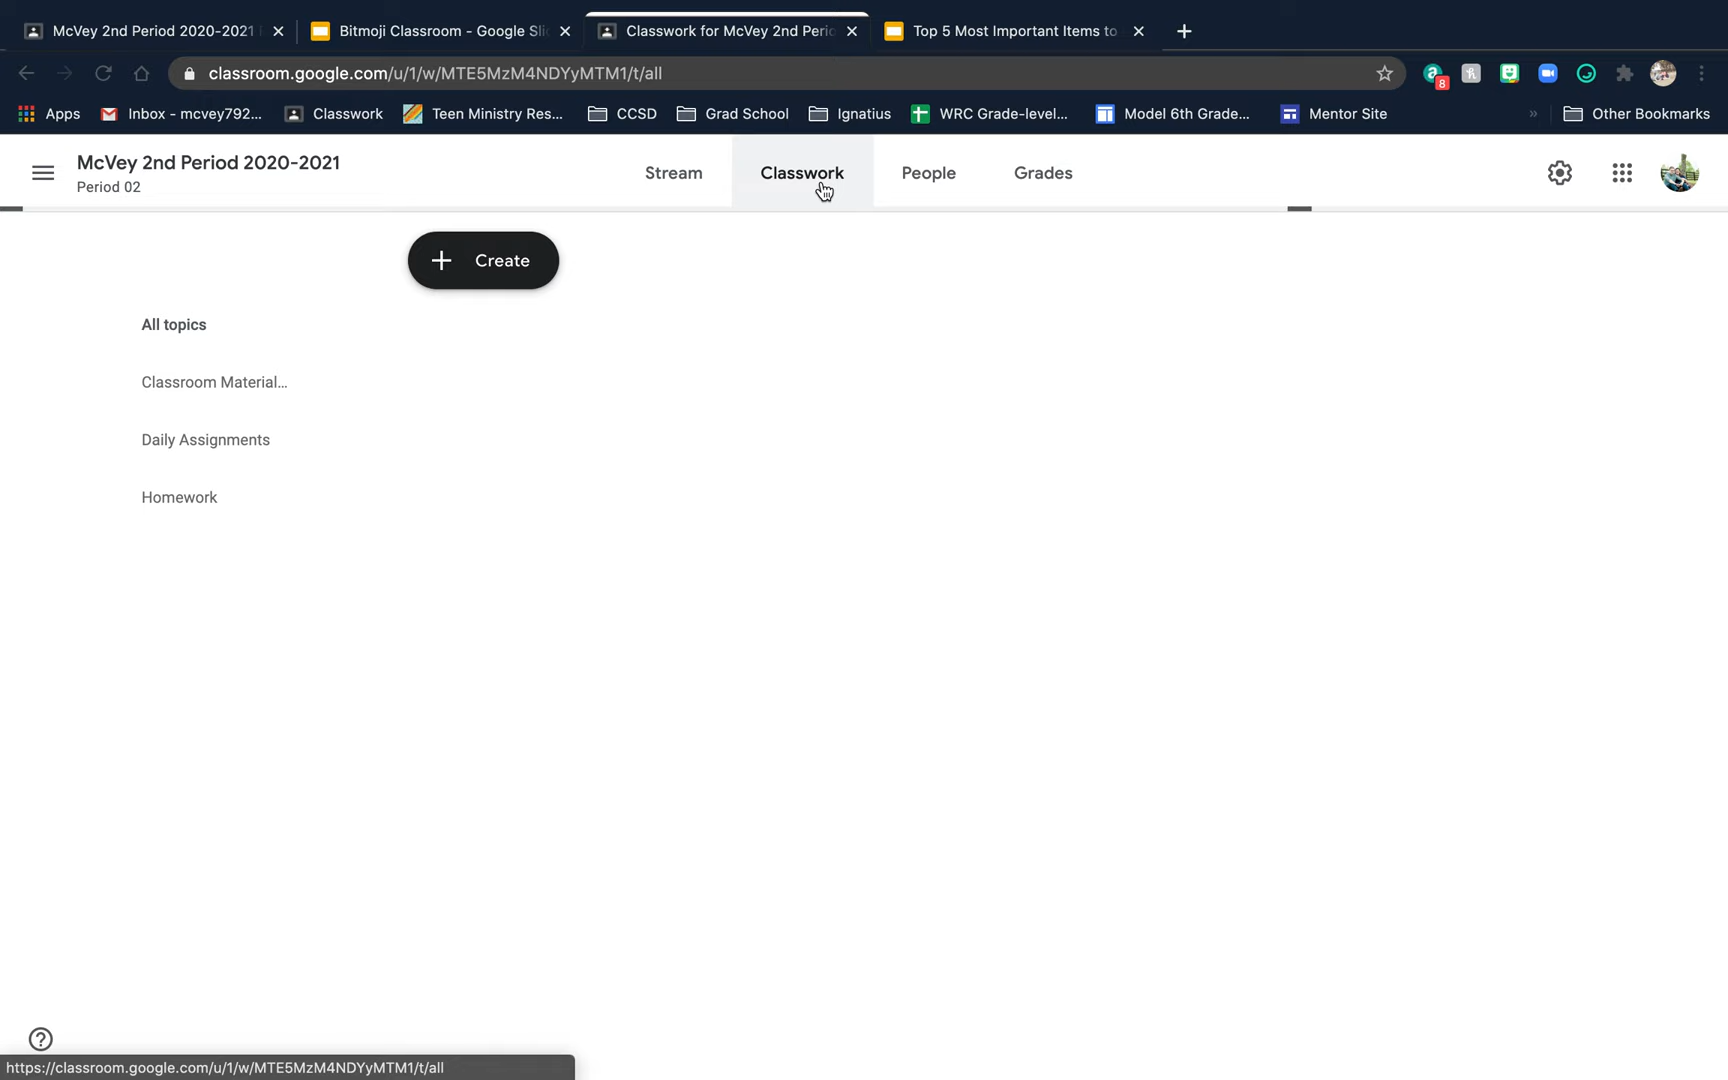 McVey 2nd Period 2020-2021
Bitmoji Classroom - Google Sli
Classwork for McVey 2nd Peri
Top 5 Most Important Items to
classroom.google.com/u/1/w/MTE5MzM4NDYyMTM1/t/all
8
Apps
Inbox - mcvey792...
Classwork
Teen Ministry Res...
CCSD
Grad School
Ignatius
WRC Grade-level...
Model 6th Grade...
Mentor Site
»
Other Bookmarks
McVey 2nd Period 2020-2021
Period 02
Stream
Classwork
People
Grades
+ Create
All topics
Classroom Material...
Daily Assignments
Homework
?
https://classroom.google.com/u/1/w/MTE5MzM4NDYyMTM1/t/all